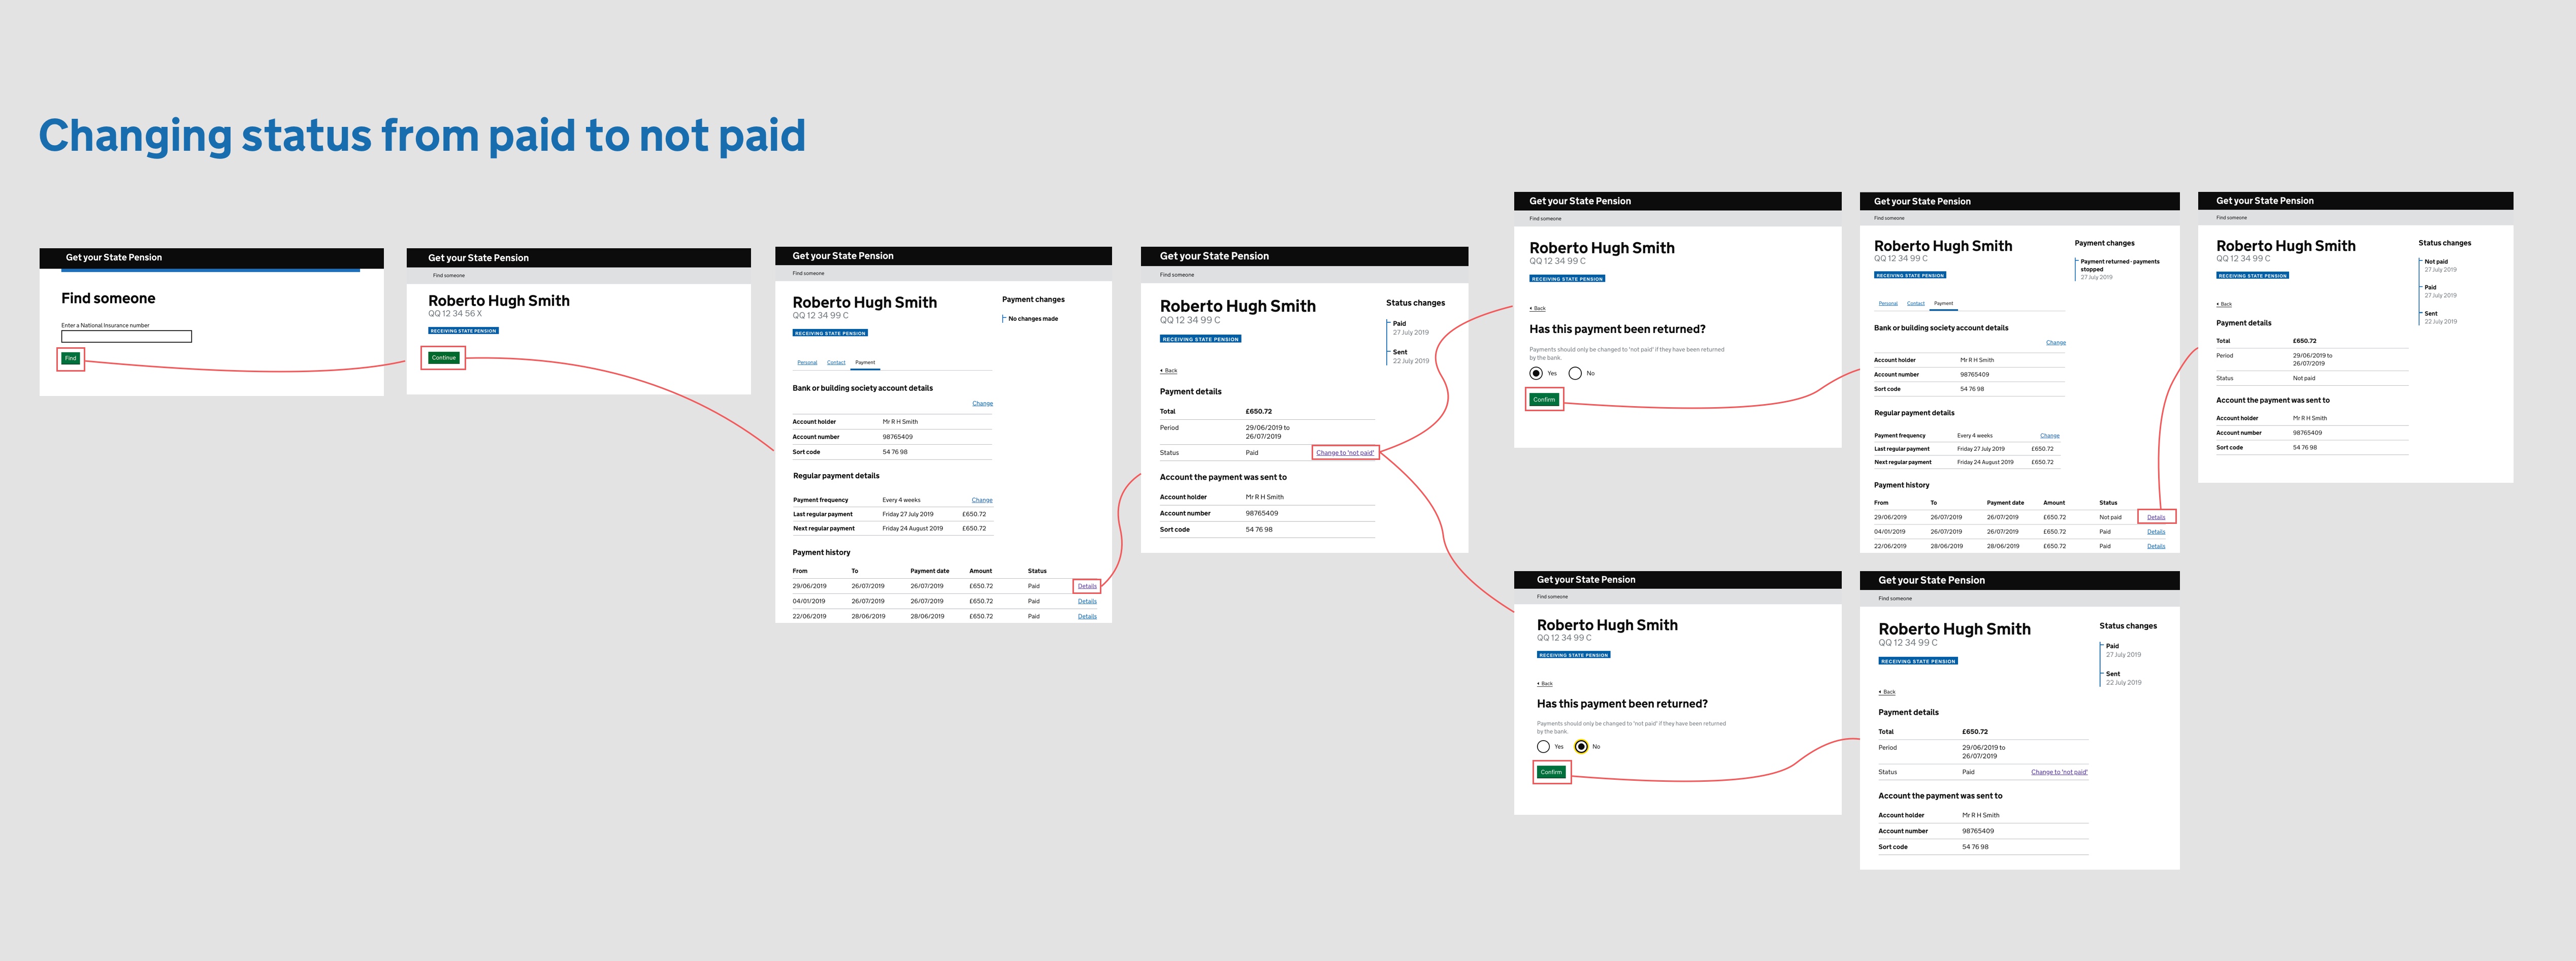 Changing status from paid to not paid
Get your State Pension
Find someone
Enter a National Insurance number
Find
Get your State Pension
Find someone
Roberto Hugh Smith
QQ 12 34 56 X
RECEIVING STATE PENSION
Continue
Get your State Pension
Find someone
Roberto Hugh Smith
QQ 12 34 99 C
RECEIVING STATE PENSION
Payment changes
No changes made
Personal Contact Payment
Bank or building society account details
Change
Account holder Mr R H Smith
Account number 98765409
Sort code 54 76 98
Regular payment details
Payment frequency Every 4 weeks Change
Last regular payment Friday 27 July 2019 £650.72
Next regular payment Friday 24 August 2019 £650.72
Payment history
From To Payment date Amount Status
29/06/2019 26/07/2019 26/07/2019 £650.72 Paid Details
04/01/2019 26/07/2019 26/07/2019 £650.72 Paid Details
22/06/2019 28/06/2019 28/06/2019 £650.72 Paid Details
Get your State Pension
Find someone
Roberto Hugh Smith
QQ 12 34 99 C
RECEIVING STATE PENSION
Status changes
Paid
27 July 2019
Sent
22 July 2019
Back
Payment details
Total £650.72
Period 29/06/2019 to
26/07/2019
Status Paid Change to 'not paid'
Account the payment was sent to
Account holder Mr R H Smith
Account number 98765409
Sort code 54 76 98
Get your State Pension
Find someone
Roberto Hugh Smith
QQ 12 34 99 C
RECEIVING STATE PENSION
Back
Has this payment been returned?
Payments should only be changed to 'not paid' if they have been returned
by the bank.
Yes No
Confirm
Get your State Pension
Find someone
Roberto Hugh Smith
QQ 12 34 99 C
RECEIVING STATE PENSION
Payment changes
Payment returned - payments
stopped
27 July 2019
Personal Contact Payment
Bank or building society account details
Change
Account holder Mr R H Smith
Account number 98765409
Sort code 54 76 98
Regular payment details
Payment frequency Every 4 weeks Change
Last regular payment Friday 27 July 2019 £650.72
Next regular payment Friday 24 August 2019 £650.72
Payment history
From To Payment date Amount Status
29/06/2019 26/07/2019 26/07/2019 £650.72 Not paid Details
04/01/2019 26/07/2019 26/07/2019 £650.72 Paid Details
22/06/2019 28/06/2019 28/06/2019 £650.72 Paid Details
Get your State Pension
Find someone
Roberto Hugh Smith
QQ 12 34 99 C
RECEIVING STATE PENSION
Status changes
Not paid
27 July 2019
Paid
27 July 2019
Sent
22 July 2019
Back
Payment details
Total £650.72
Period 29/06/2019 to
26/07/2019
Status Not paid
Account the payment was sent to
Account holder Mr R H Smith
Account number 98765409
Sort code 54 76 98
Get your State Pension
Find someone
Roberto Hugh Smith
QQ 12 34 99 C
RECEIVING STATE PENSION
Back
Has this payment been returned?
Payments should only be changed to 'not paid' if they have been returned
by the bank.
Yes No
Confirm
Get your State Pension
Find someone
Roberto Hugh Smith
QQ 12 34 99 C
RECEIVING STATE PENSION
Status changes
Paid
27 July 2019
Sent
22 July 2019
Back
Payment details
Total £650.72
Period 29/06/2019 to
26/07/2019
Status Paid Change to 'not paid'
Account the payment was sent to
Account holder Mr R H Smith
Account number 98765409
Sort code 54 76 98